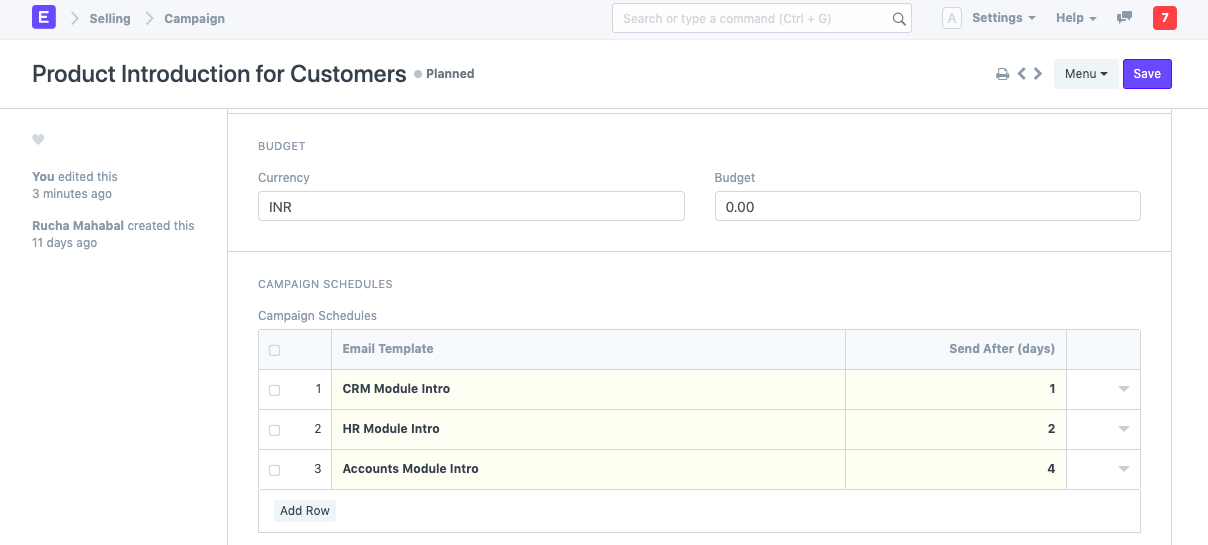 E Selling Campaign Search or type a command (Ctrl + G) A Settings Help 7
Product Introduction for Customers Planned Menu Save
You edited this
3 minutes ago
Rucha Mahabal created this
11 days ago
BUDGET
Currency Budget
INR 0.00
CAMPAIGN SCHEDULES
Campaign Schedules
Email Template Send After (days)
1 CRM Module Intro 1
2 HR Module Intro 2
3 Accounts Module Intro 4
Add Row